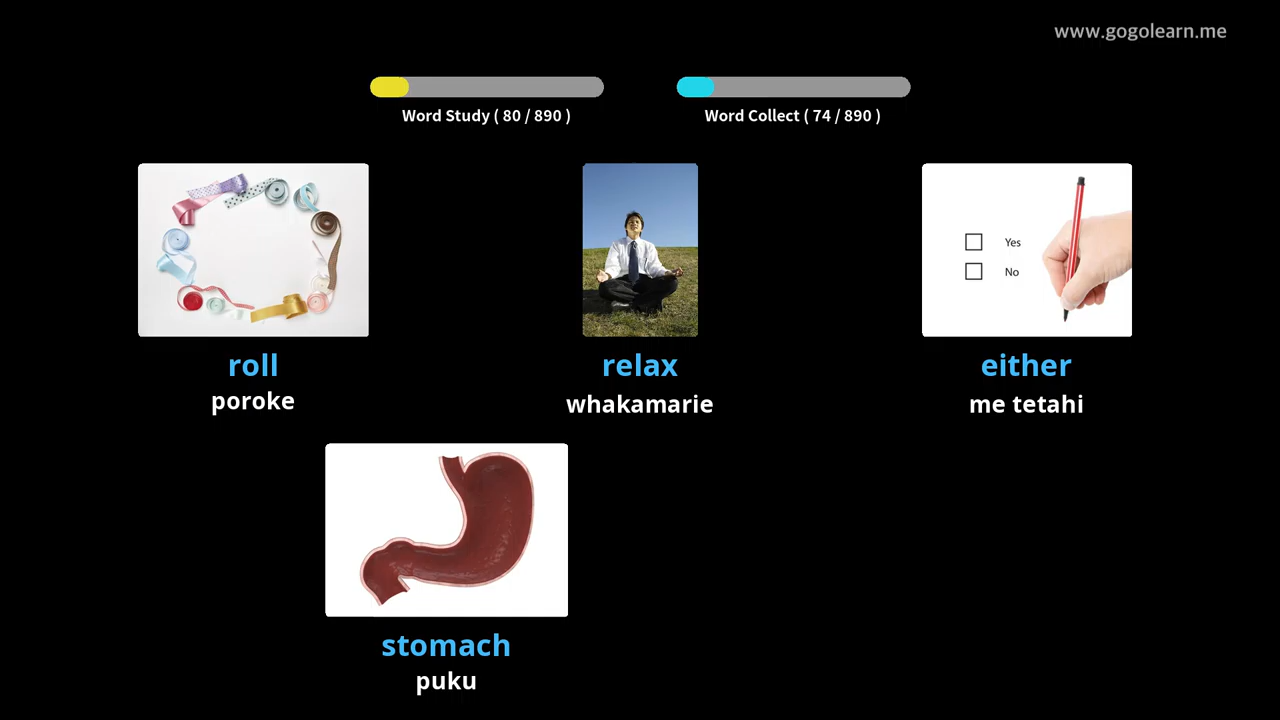 www.gogolearn.me
Word Study ( 80 / 890 )
Word Collect ( 74 / 890 )
Yes
No
roll
poroke
relax
whakamarie
either
me tetahi
stomach
puku